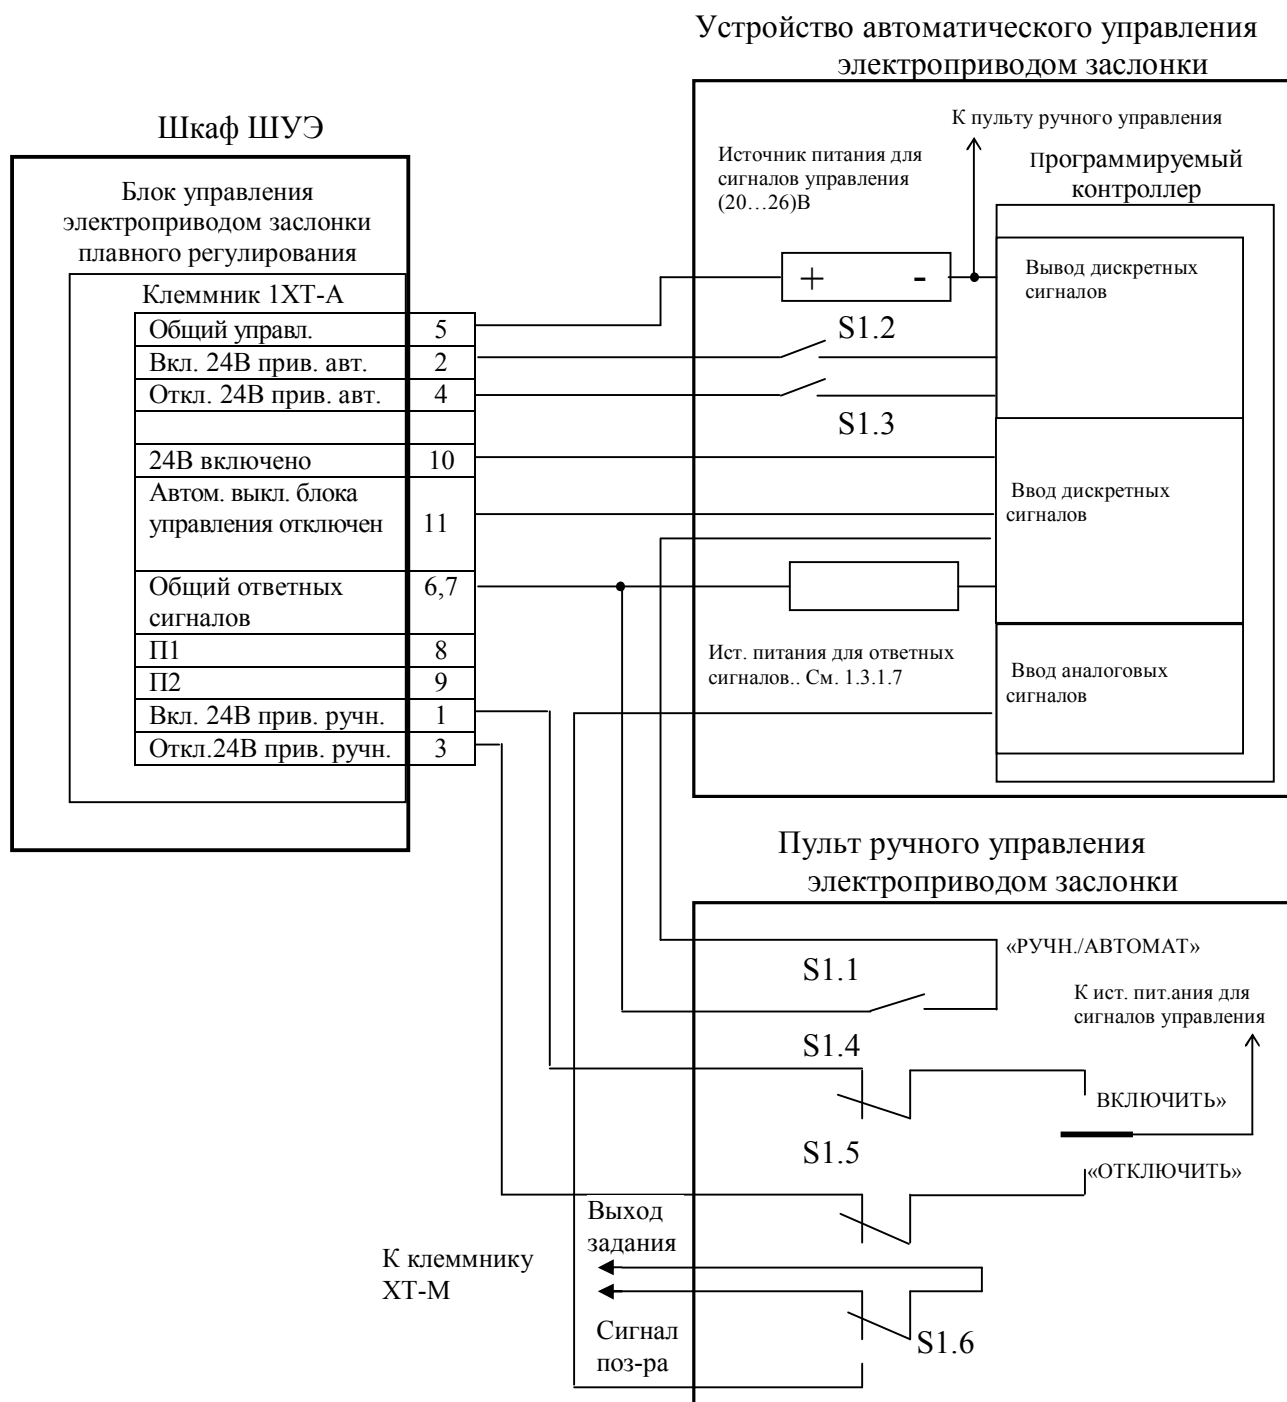 Устройство автоматического управления
электроприводом заслонки
Шкаф ШУЭ
К пульту ручного управления
Источник питания для
сигналов управления
(20…26)В
Программируемый
контроллер
Блок управления
электроприводом заслонки
плавного регулирования
Вывод дискретных
сигналов
+ -
Клеммник 1ХТ-А
Общий управл. 5
S1.2
Вкл. 24В прив. авт. 2
Откл. 24В прив. авт. 4
S1.3
24В включено 10
Автом. выкл. блока
управления отключен 11
Ввод дискретных
сигналов
Общий ответных 6,7
сигналов
Ист. питания для ответных
сигналов.. См. 1.3.1.7
Ввод аналоговых
сигналов
П1 8
П2 9
Вкл. 24В прив. ручн. 1
Откл.24В прив. ручн. 3
Пульт ручного управления
электроприводом заслонки
«РУЧН./АВТОМАТ»
S1.1
К ист. пит.ания для
сигналов управления
S1.4
ВКЛЮЧИТЬ»
S1.5
«ОТКЛЮЧИТЬ»
Выход
задания
К клеммнику
ХТ-М
Сигнал
поз-ра
S1.6